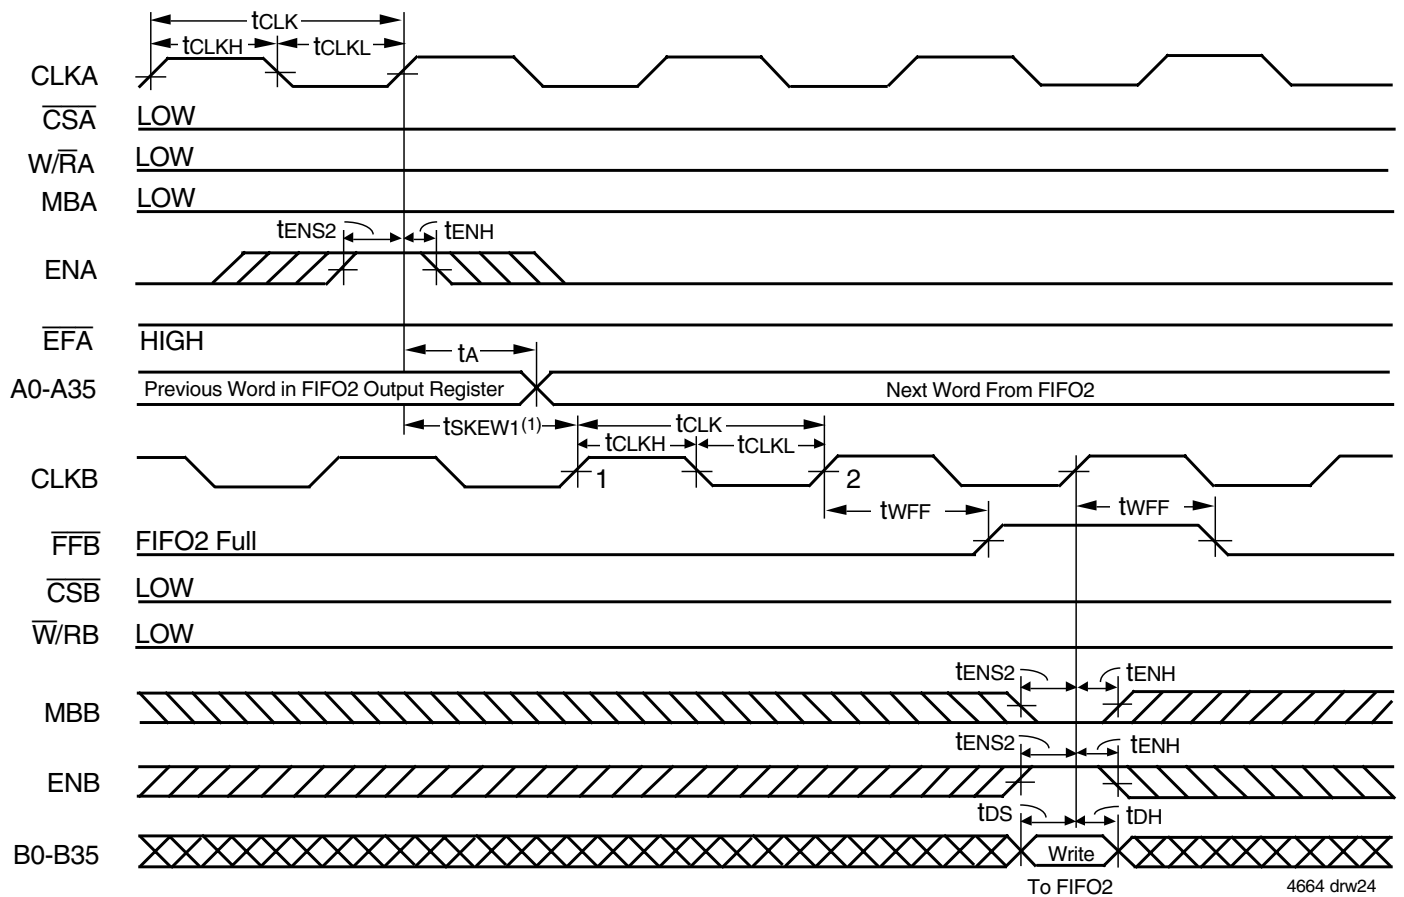 tCLK
tCLKH tCLKL
CLKA
CSA LOW
W/RA LOW
MBA LOW
tENS2 tENH
ENA
EFA HIGH
tA
A0-A35 Previous Word in FIFO2 Output Register Next Word From FIFO2
tSKEW1(1) tCLK
tCLKH tCLKL
CLKB 1 2
tWFF tWFF
FFB FIFO2 Full
CSB LOW
W/RB LOW
tENS2 tENH
MBB
tENS2 tENH
ENB
tDS tDH
B0-B35 Write
To FIFO2 4664 drw24